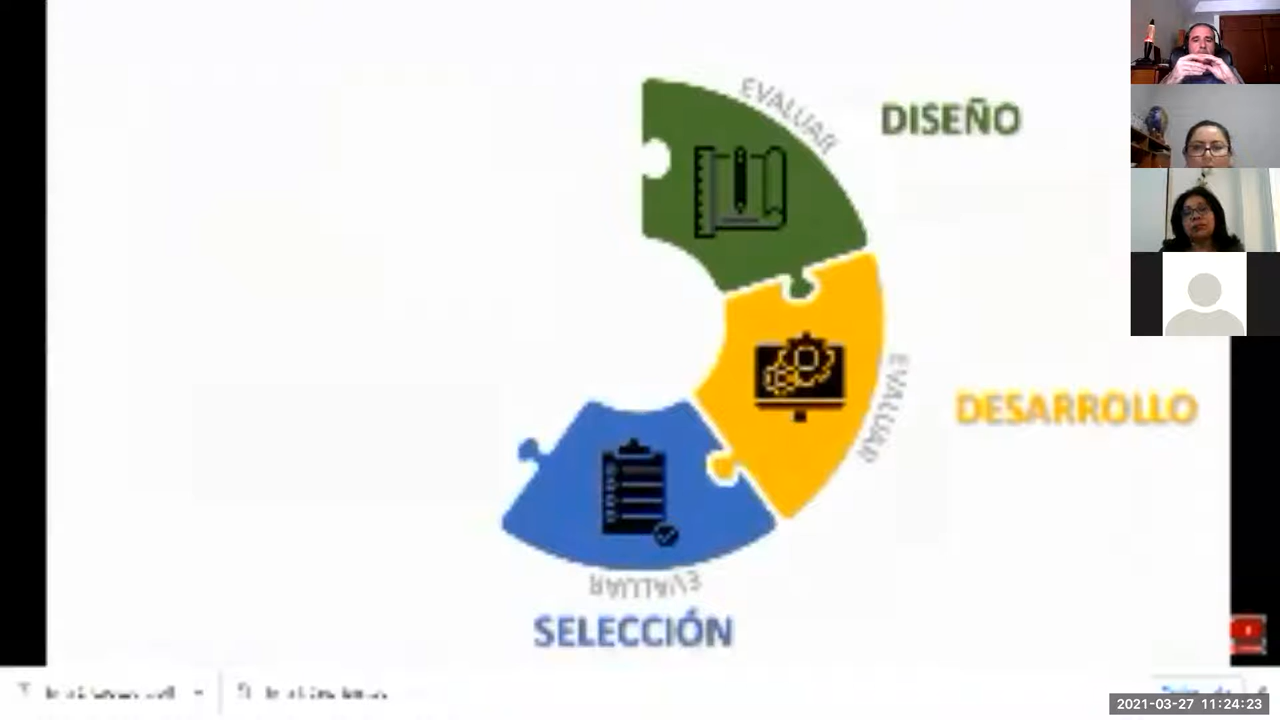 EVALUAR
DISEÑO
EVALUAR
DESARROLLO
EVALUAR
SELECCIÓN
2021-03-27 11:24:23